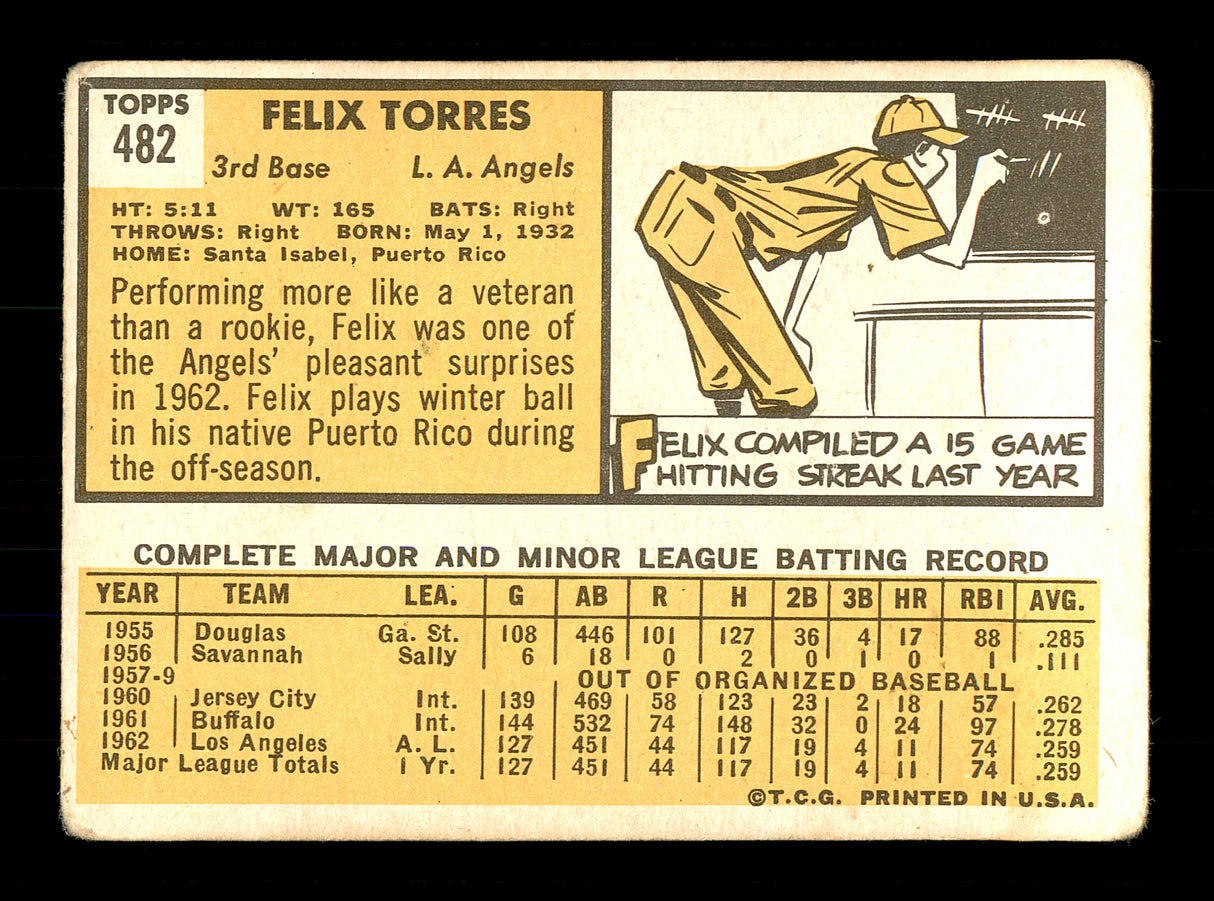 TOPPS
482
FELIX TORRES
3rd Base L. A. Angels
HT: 5:11 WT: 165 BATS: Right
THROWS: Right BORN: May 1, 1932
HOME: Santa Isabel, Puerto Rico
Performing more like a veteran
than a rookie, Felix was one of
the Angels' pleasant surprises
in 1962. Felix plays winter ball
in his native Puerto Rico during
the off-season.
FELIX COMPILED A 15 GAME
HITTING STREAK LAST YEAR
COMPLETE MAJOR AND MINOR LEAGUE BATTING RECORD
YEAR TEAM LEA. G AB R H 2B 3B HR RBI AVG.
1955 Douglas Ga. St. 108 446 101 127 36 4 17 88 .285
1956 Savannah Sally 6 18 0 2 0 1 0 1 .111
1957-9 OUT OF ORGANIZED BASEBALL
1960 Jersey City Int. 139 469 58 123 23 2 18 57 .262
1961 Buffalo Int. 144 532 74 148 32 0 24 97 .278
1962 Los Angeles A. L. 127 451 44 117 19 4 11 74 .259
Major League Totals 1 Yr. 127 451 44 117 19 4 11 74 .259
©T.C.G. PRINTED IN U.S.A.